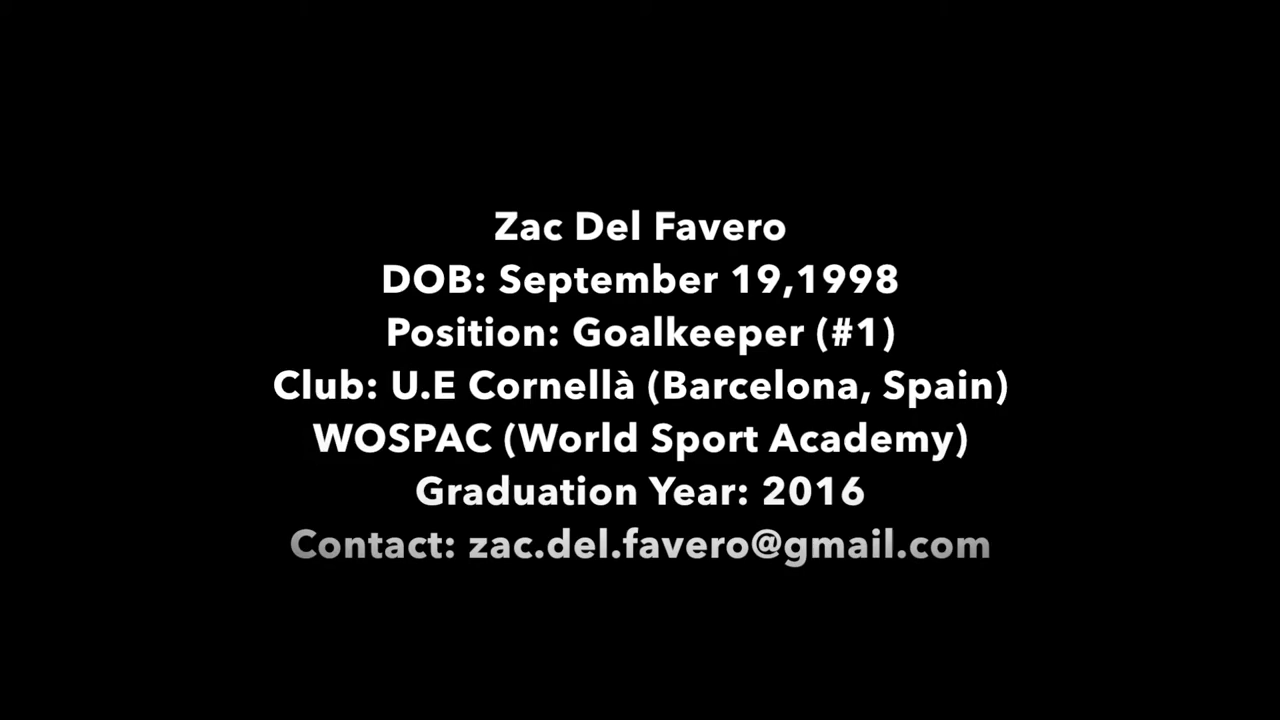 Zac Del Favero
DOB: September 19,1998
Position: Goalkeeper (#1)
Club: U.E Cornellà (Barcelona, Spain)
WOSPAC (World Sport Academy)
Graduation Year: 2016
Contact: zac.del.favero@gmail.com